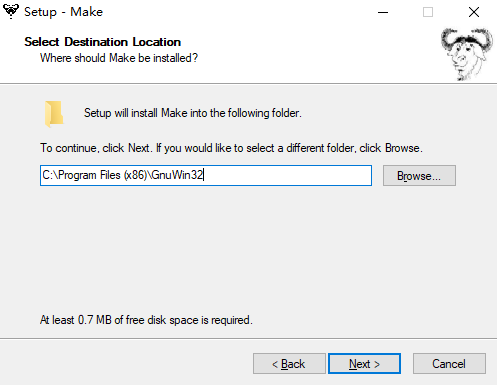 Setup - Make
Select Destination Location
Where should Make be installed?
Setup will install Make into the following folder.
To continue, click Next. If you would like to select a different folder, click Browse.
C:\Program Files (x86)\GnuWin32
Browse...
At least 0.7 MB of free disk space is required.
< Back
Next >
Cancel